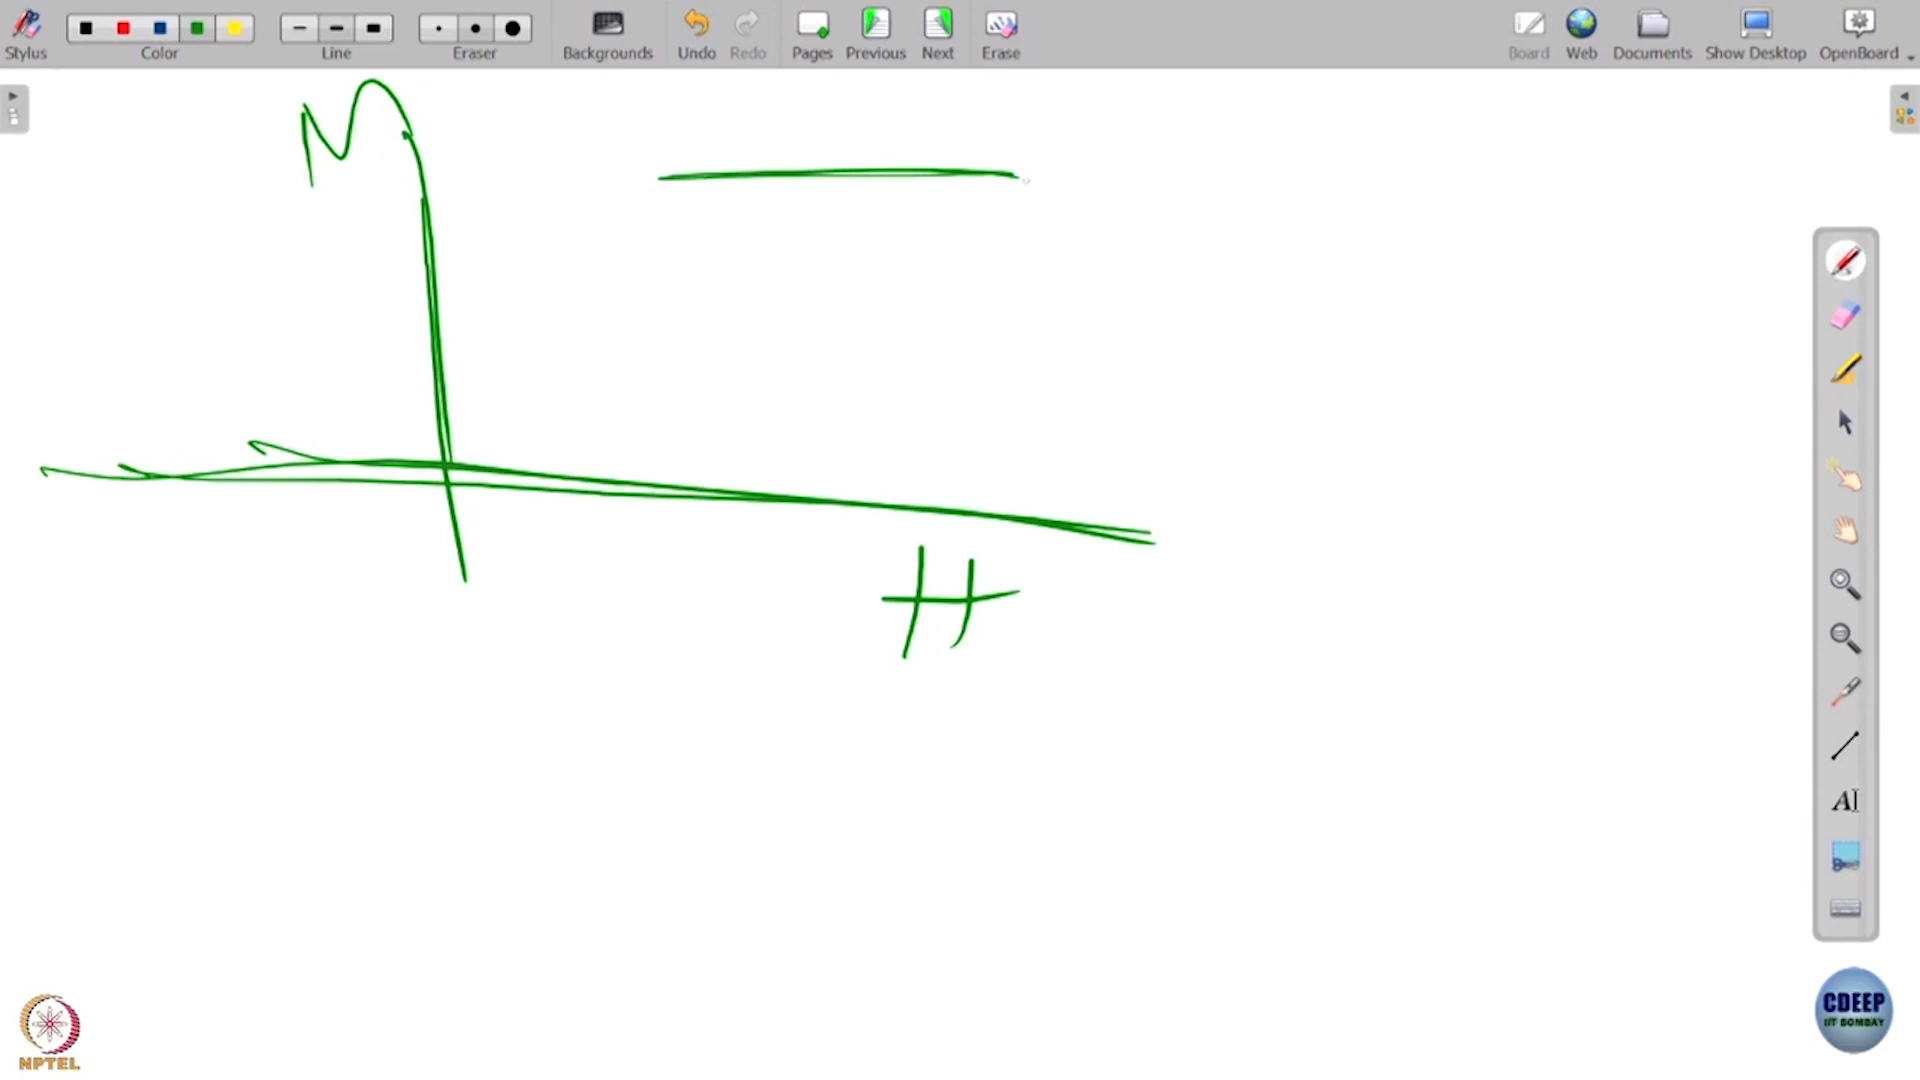 Stylus Color Line Eraser Backgrounds Undo Redo Pages Previous Next Erase Board Web Documents Show Desktop OpenBoard
M
H
A
NPTEL
CDEEP
IIT BOMBAY